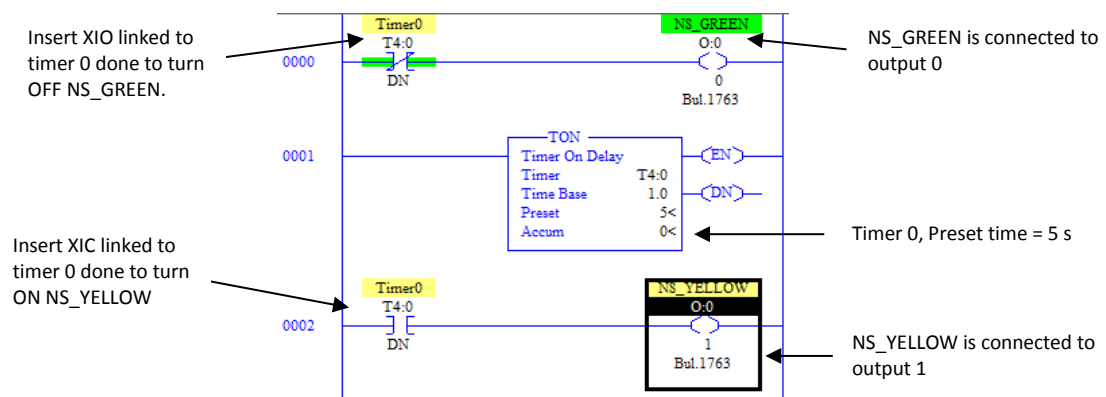 Insert XIO linked to
timer 0 done to turn
OFF NS_GREEN.
Timer0
T4:0
DN
0000
NS_GREEN
O:0
0
Bul.1763
NS_GREEN is connected to
output 0
0001
TON
Timer On Delay
Timer T4:0
Time Base 1.0
Preset 5<
Accum 0<
EN
DN
Timer 0, Preset time = 5 s
Insert XIC linked to
timer 0 done to turn
ON NS_YELLOW
Timer0
T4:0
DN
0002
NS_YELLOW
O:0
1
Bul.1763
NS_YELLOW is connected to
output 1